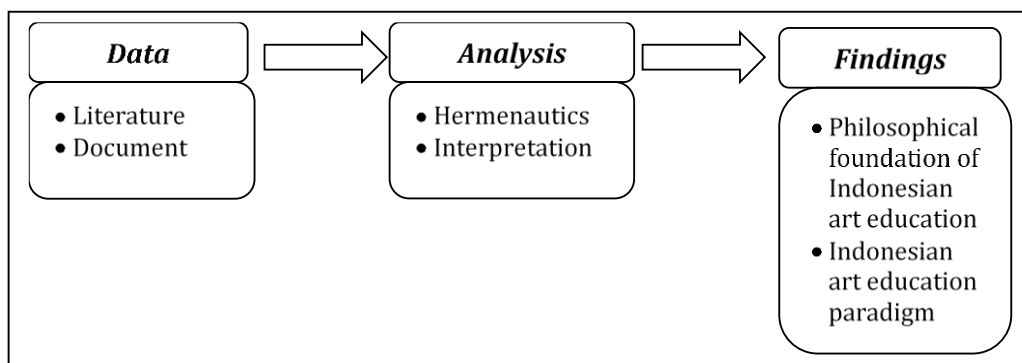 Data
• Literature
• Document
Analysis
• Hermenautics
• Interpretation
Findings
• Philosophical
foundation of
Indonesian
art education
• Indonesian
art education
paradigm